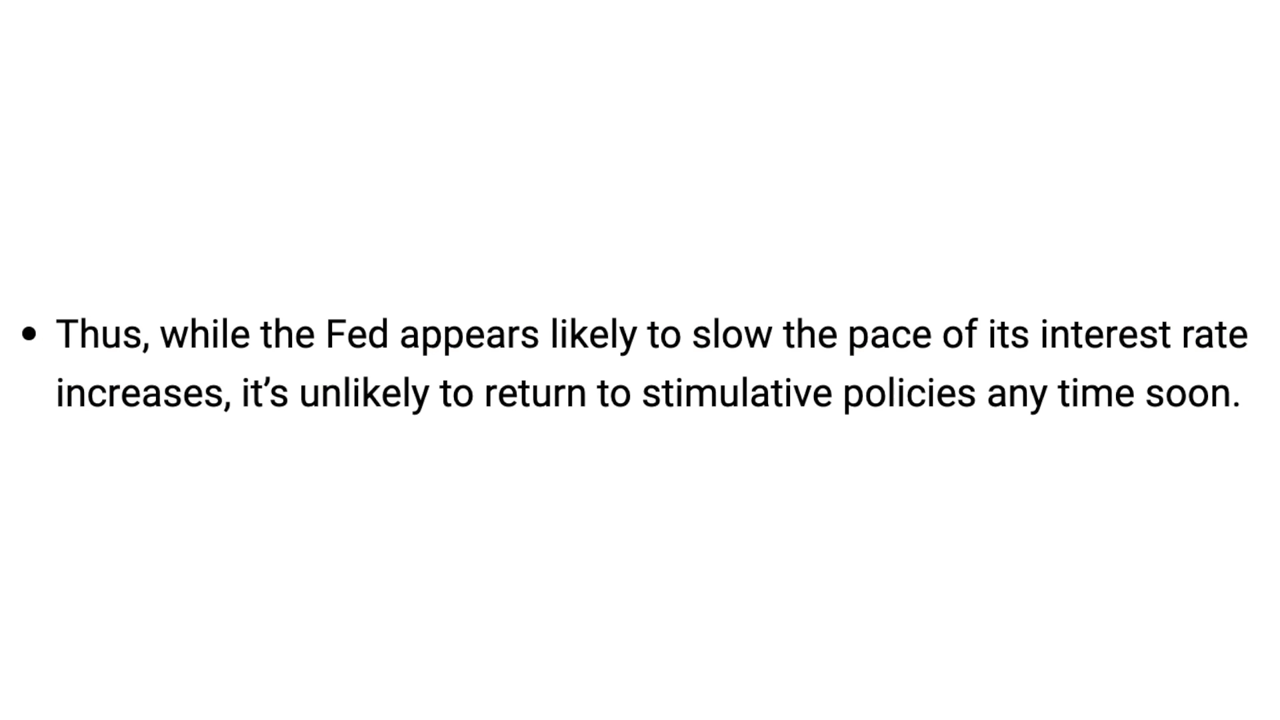 • Thus, while the Fed appears likely to slow the pace of its interest rate
increases, it’s unlikely to return to stimulative policies any time soon.